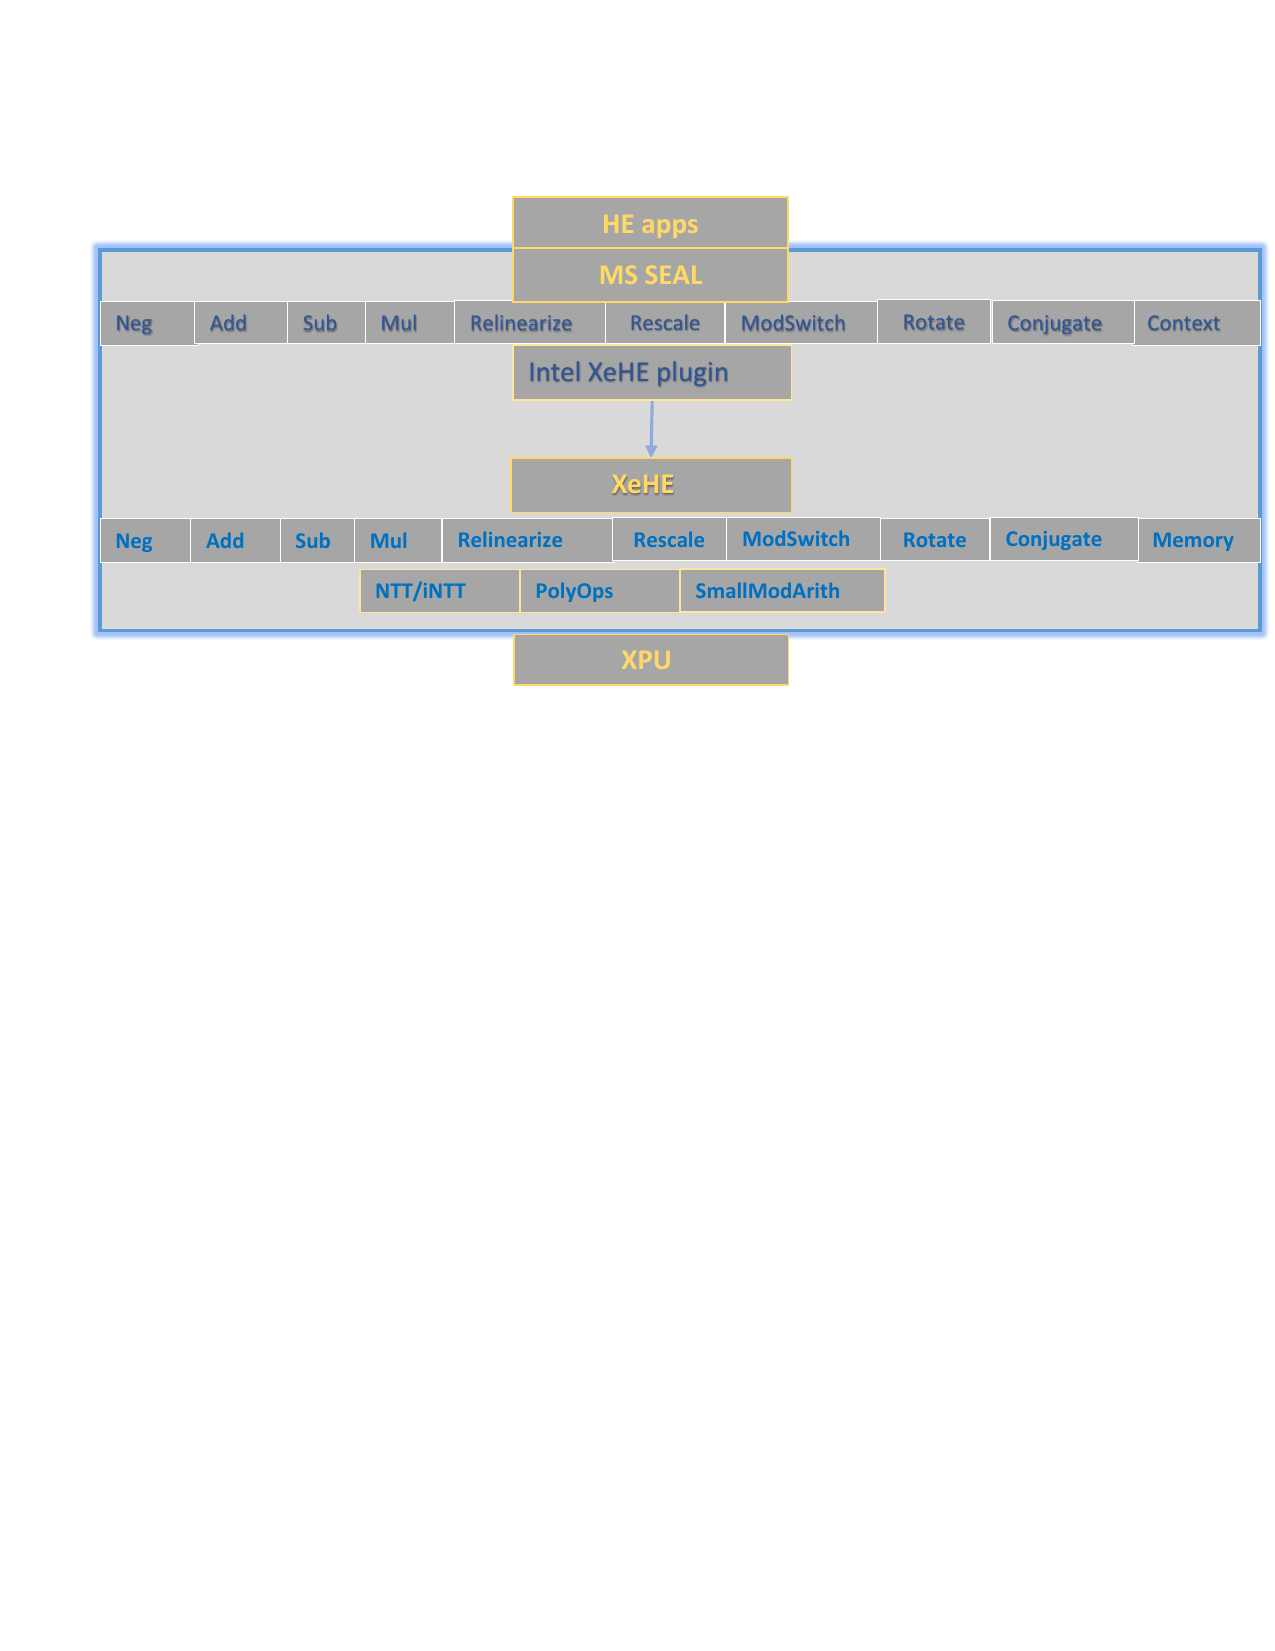 HE apps
MS SEAL
Neg Add Sub Mul Relinearize Rescale ModSwitch Rotate Conjugate Context
Intel XeHE plugin
XeHE
Neg Add Sub Mul Relinearize Rescale ModSwitch Rotate Conjugate Memory
NTT/iNTT PolyOps SmallModArith
XPU